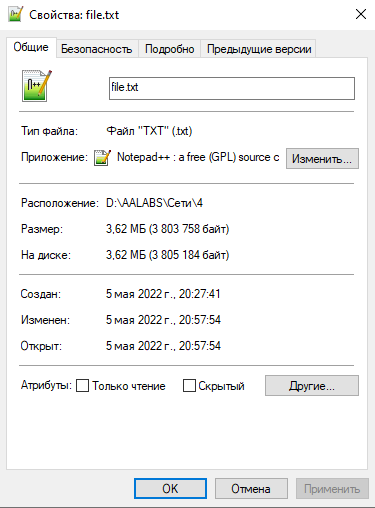 Свойства: file.txt
Общие Безопасность Подробно Предыдущие версии
file.txt
Тип файла: Файл "TXT" (.txt)
Приложение: Notepad++ : a free (GPL) source c Изменить...
Расположение: D:\AALABS\Сети\4
Размер: 3,62 МБ (3 803 758 байт)
На диске: 3,62 МБ (3 805 184 байт)
Создан: 5 мая 2022 г., 20:27:41
Изменен: 5 мая 2022 г., 20:57:54
Открыт: 5 мая 2022 г., 20:57:54
Атрибуты: Только чтение Скрытый Другие...
OK Отмена Применить